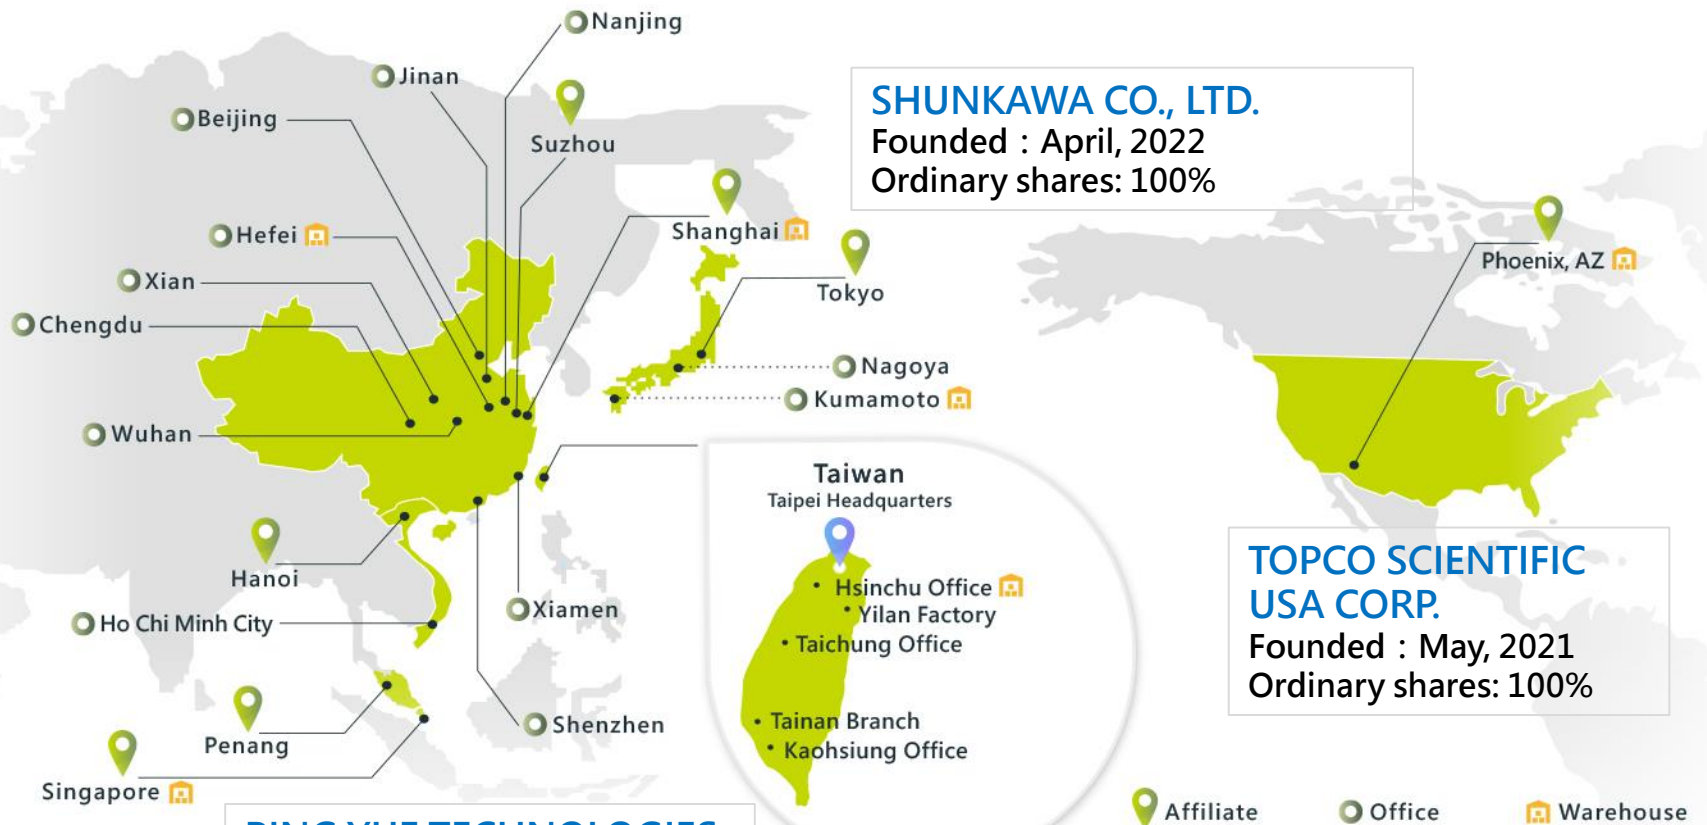 Nanjing
Jinan
Beijing
Suzhou
SHUNKAWA CO., LTD.
Founded：April, 2022
Ordinary shares: 100%
Hefei
Shanghai
Phoenix, AZ
Xian
Tokyo
Chengdu
Nagoya
Kumamoto
Wuhan
Taiwan
Taipei Headquarters
Hanoi
Ho Chi Minh City
Xiamen
• Hsinchu Office
• Yilan Factory
• Taichung Office
TOPCO SCIENTIFIC
USA CORP.
Founded：May, 2021
Ordinary shares: 100%
Penang
Shenzhen
• Tainan Branch
• Kaohsiung Office
Singapore
Affiliate
Office
Warehouse
YUE TECHNOLOGIES